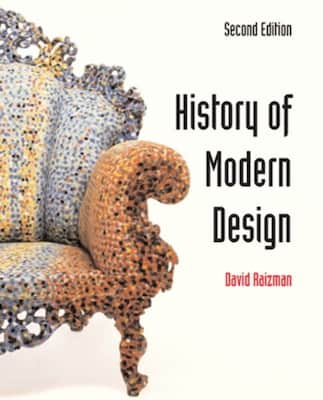 Second Edition
History of
Modern
Design
David Raizman